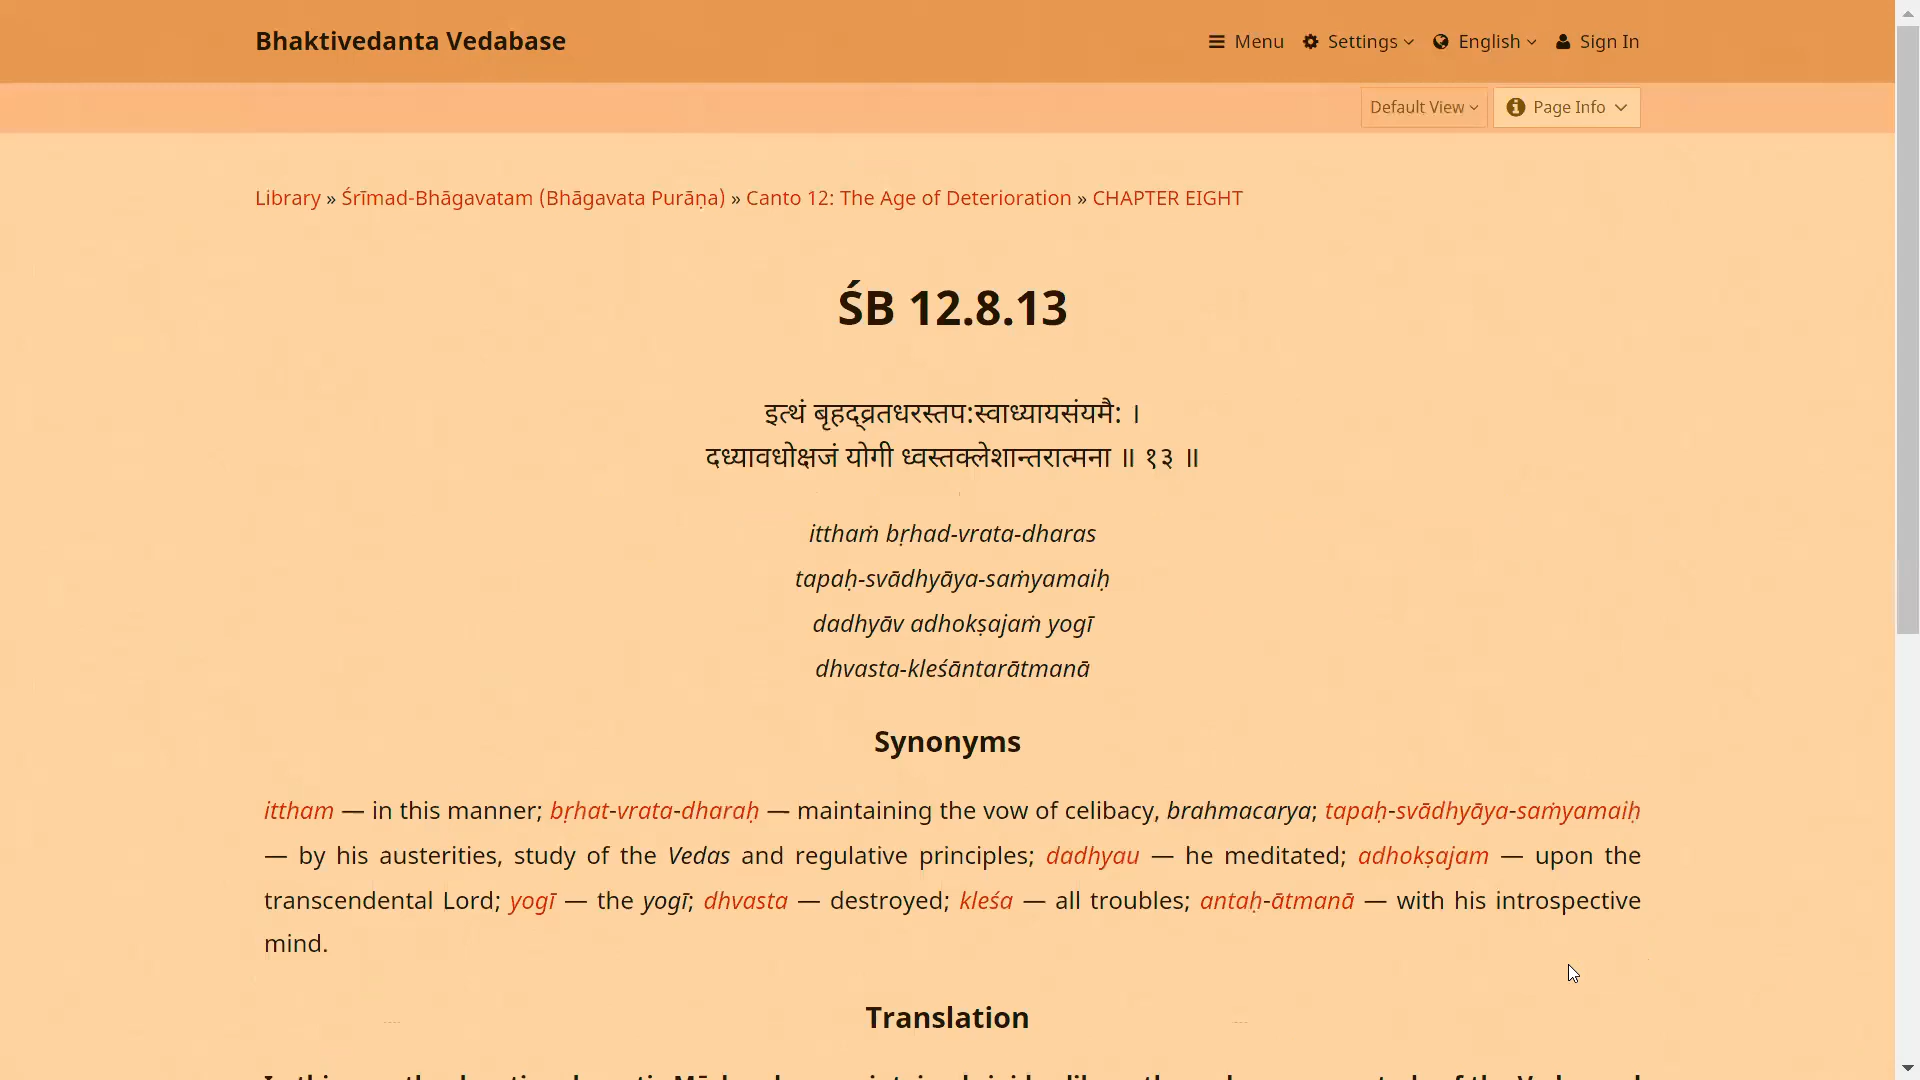 Bhaktivedanta Vedabase
Menu Settings English Sign In
Default View Page Info
Library » Śrīmad-Bhāgavatam (Bhāgavata Purāṇa) » Canto 12: The Age of Deterioration » CHAPTER EIGHT
ŚB 12.8.13
इत्थं बृहद्‌व्रतधरस्तप:स्वाध्यायसंयमै: ।
दध्यावधोक्षजं योगी ध्वस्तक्लेशान्तरात्मना ॥ १३ ॥
itthaṁ bṛhad-vrata-dharas
tapaḥ-svādhyāya-saṁyamaiḥ
dadhyāv adhokṣajaṁ yogī
dhvasta-kleśāntarātmanā
Synonyms
ittham — in this manner; bṛhat-vrata-dharaḥ — maintaining the vow of celibacy, brahmacarya; tapaḥ-svādhyāya-saṁyamaiḥ
— by his austerities, study of the Vedas and regulative principles; dadhyau — he meditated; adhokṣajam — upon the
transcendental Lord; yogī — the yogī; dhvasta — destroyed; kleśa — all troubles; antaḥ-ātmanā — with his introspective
mind.
Translation